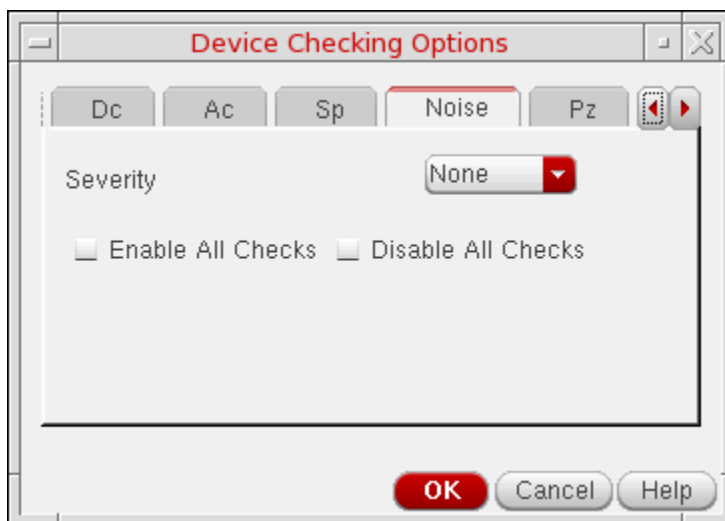 Device Checking Options
Dc Ac Sp Noise Pz
Severity None
Enable All Checks Disable All Checks
OK Cancel Help